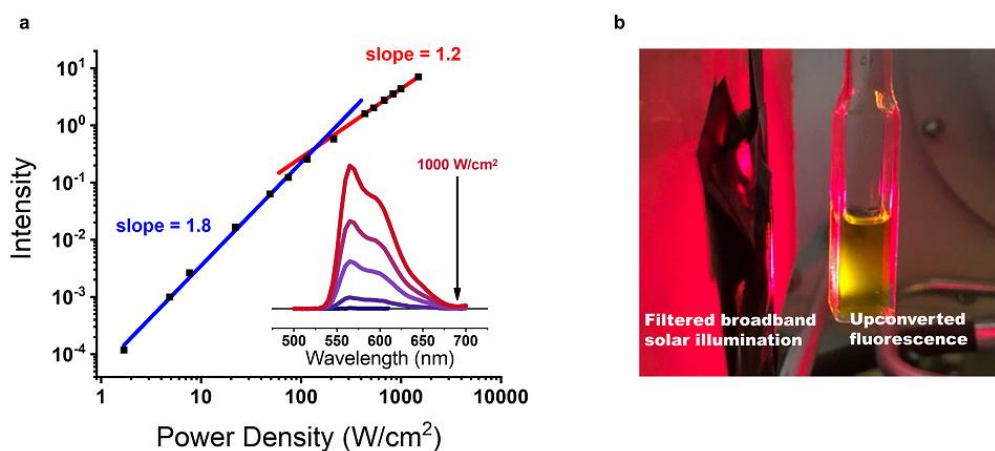 a
b
slope = 1.2
10¹
10⁰
10⁻¹
10⁻²
10⁻³
10⁻⁴
Intensity
slope = 1.8
1000 W/cm²
500 550 600 650 700
Wavelength (nm)
1 10 100 1000 10000
Power Density (W/cm²)
Filtered broadband
solar illumination
Upconverted
fluorescence